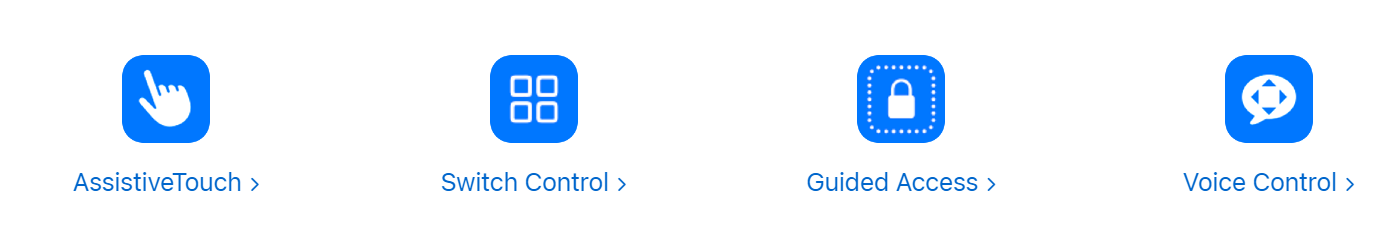 AssistiveTouch > Switch Control > Guided Access > Voice Control >